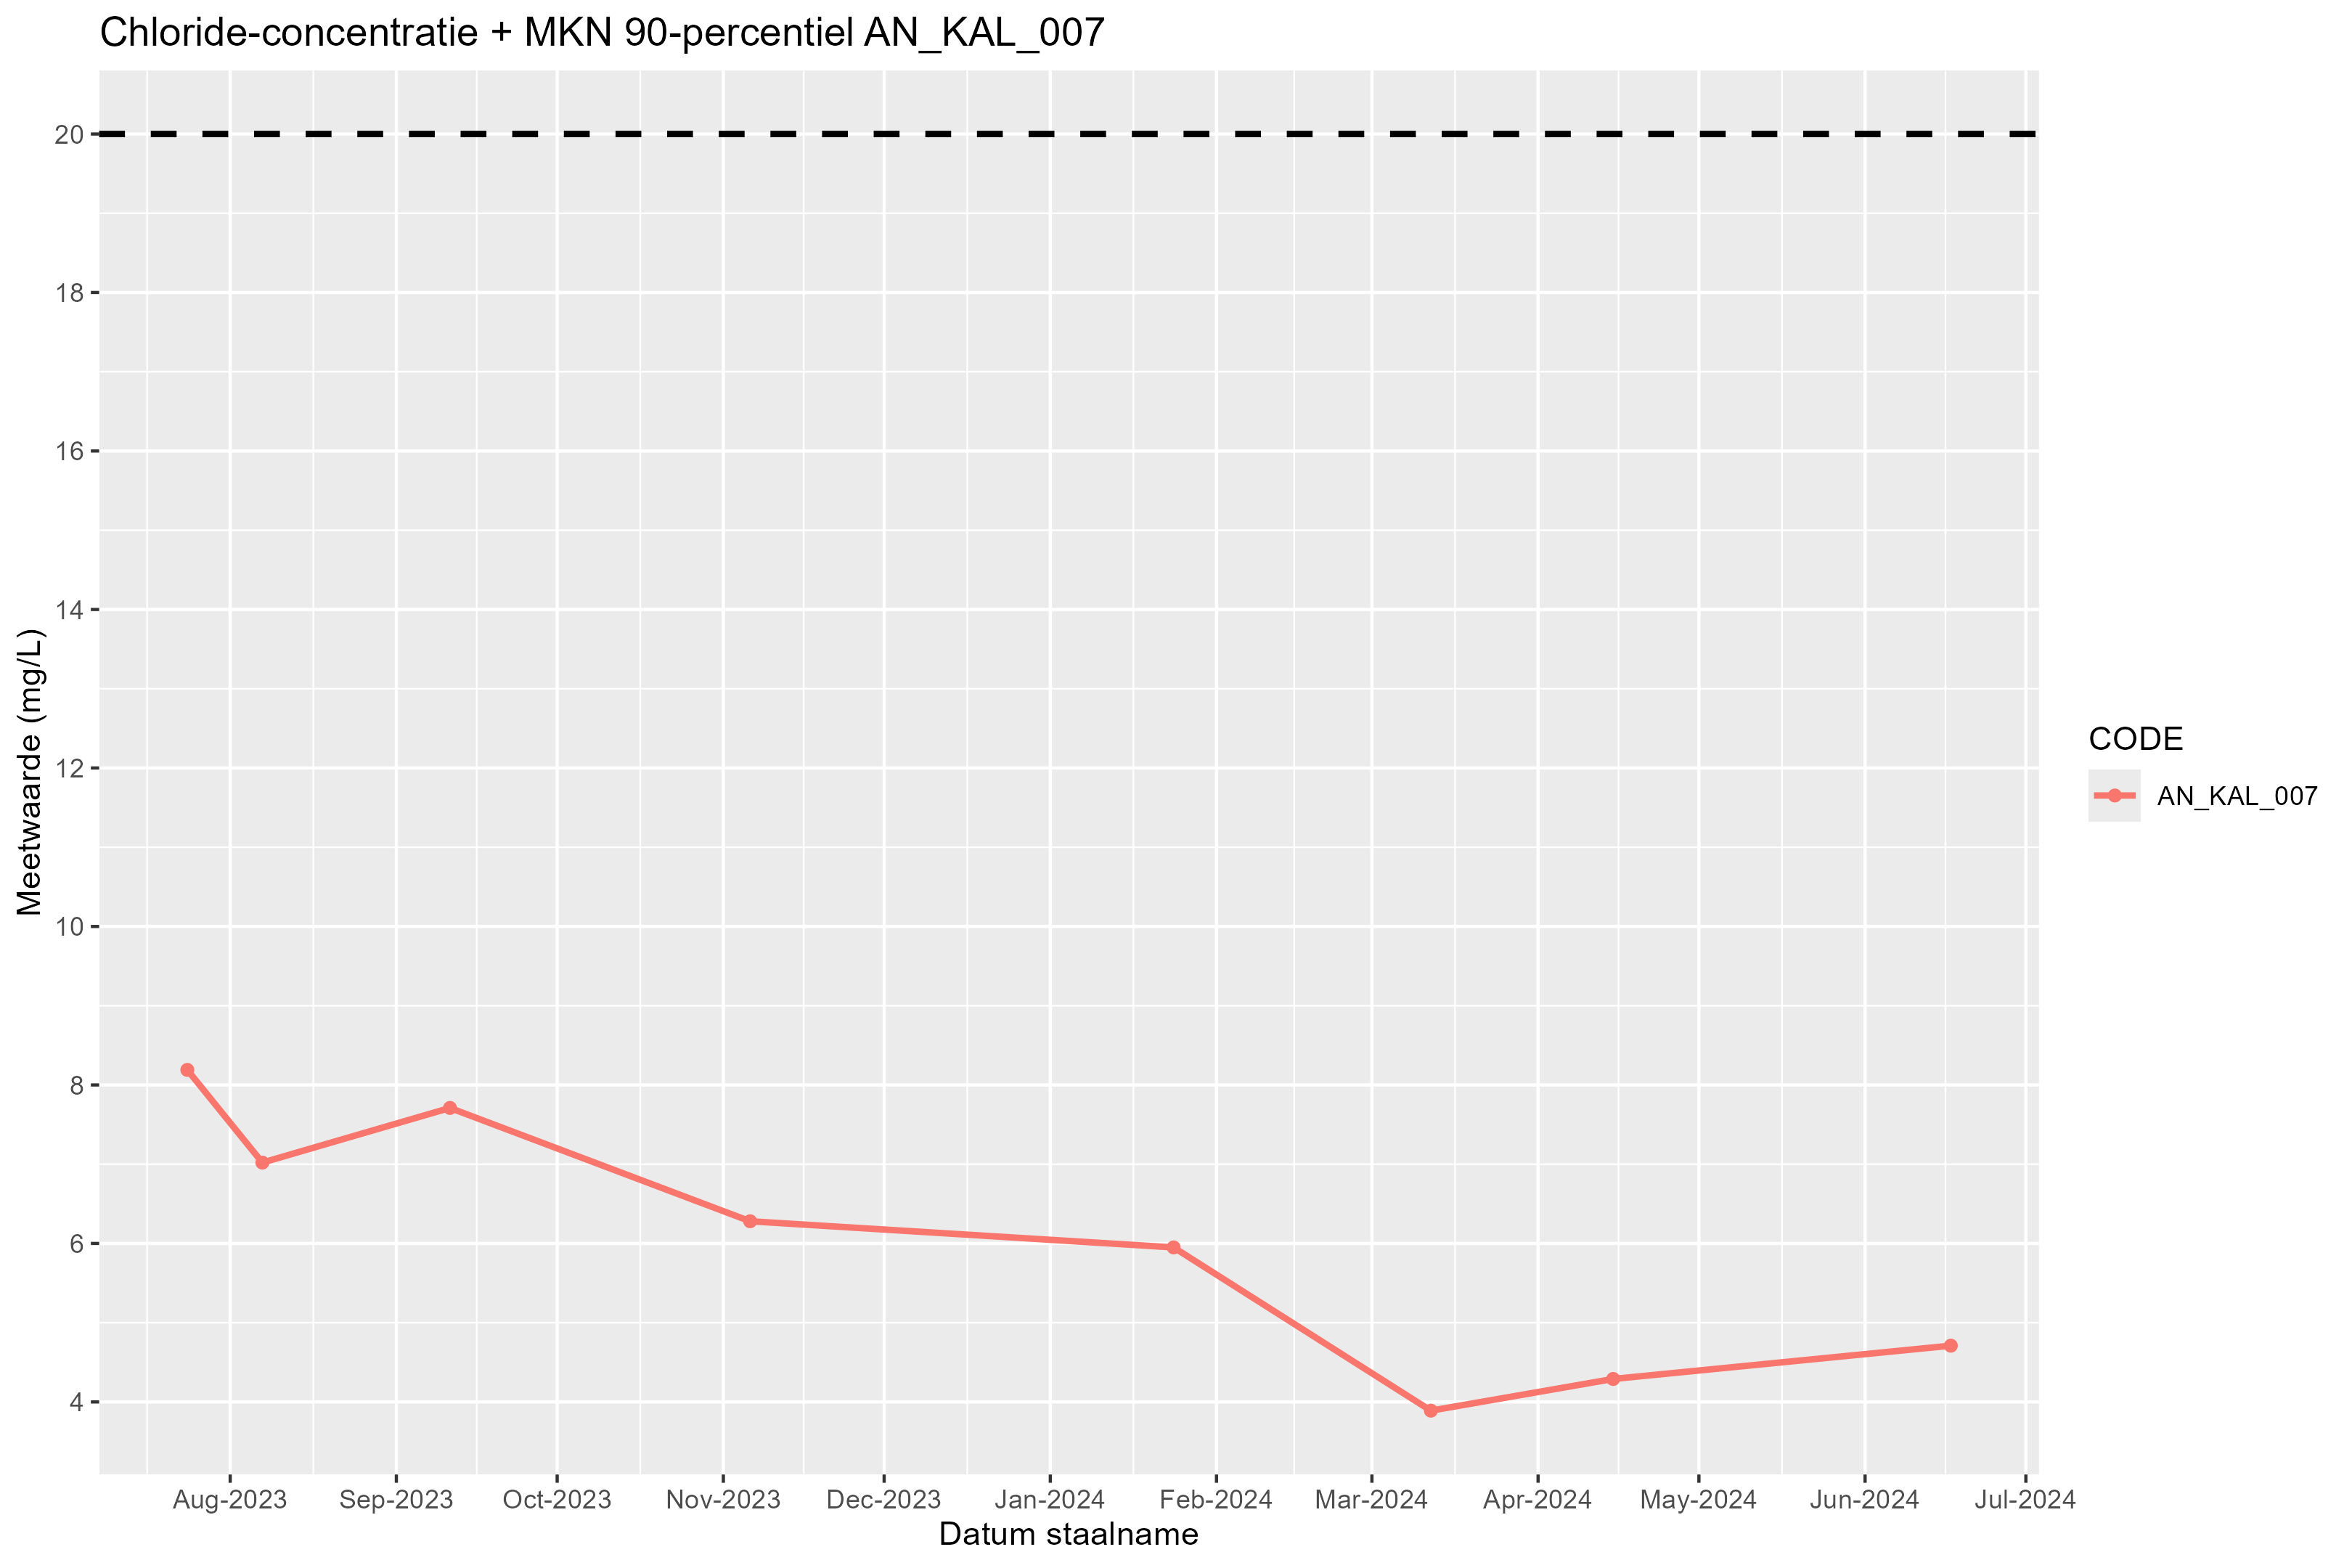 Chloride-concentratie + MKN 90-percentiel AN_KAL_007
20
18
16
14
12
10
8
6
4
Meetwaarde (mg/L)
Aug-2023 Sep-2023 Oct-2023 Nov-2023 Dec-2023 Jan-2024 Feb-2024 Mar-2024 Apr-2024 May-2024 Jun-2024 Jul-2024
Datum staalname
CODE
AN_KAL_007